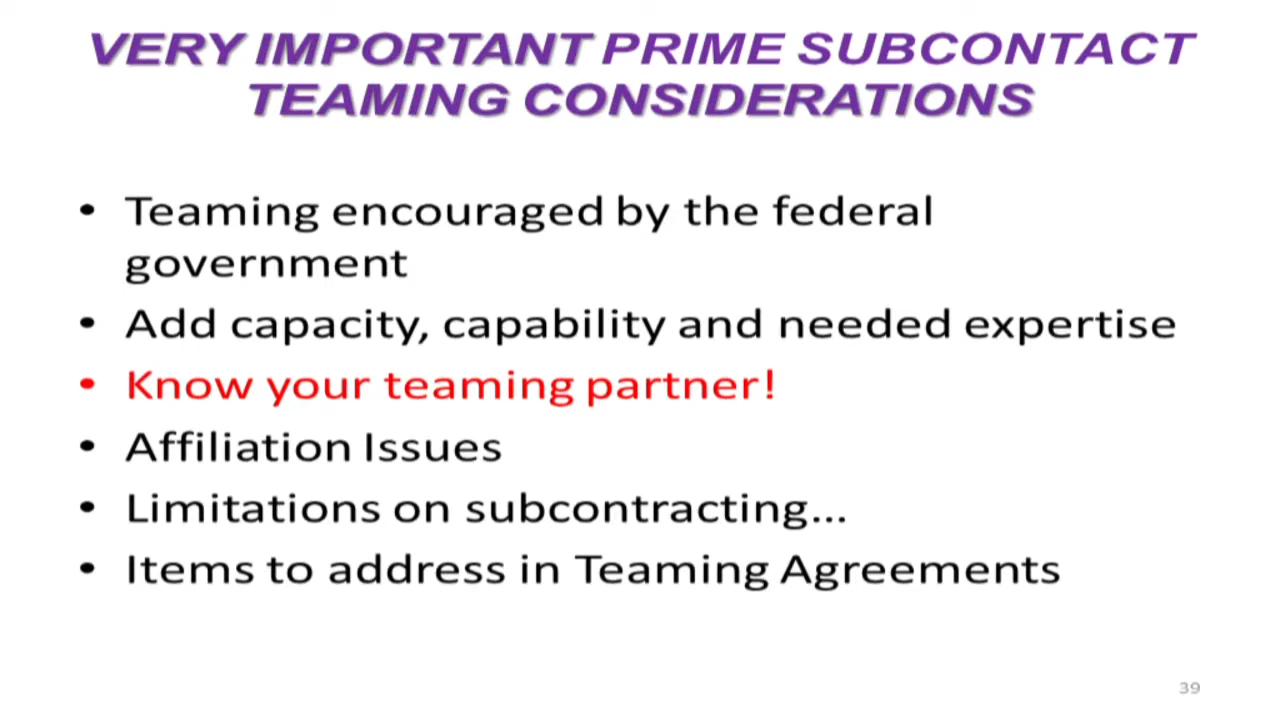 VERY IMPORTANT PRIME SUBCONTACT
TEAMING CONSIDERATIONS
• Teaming encouraged by the federal
government
• Add capacity, capability and needed expertise
• Know your teaming partner!
• Affiliation Issues
• Limitations on subcontracting...
• Items to address in Teaming Agreements
39